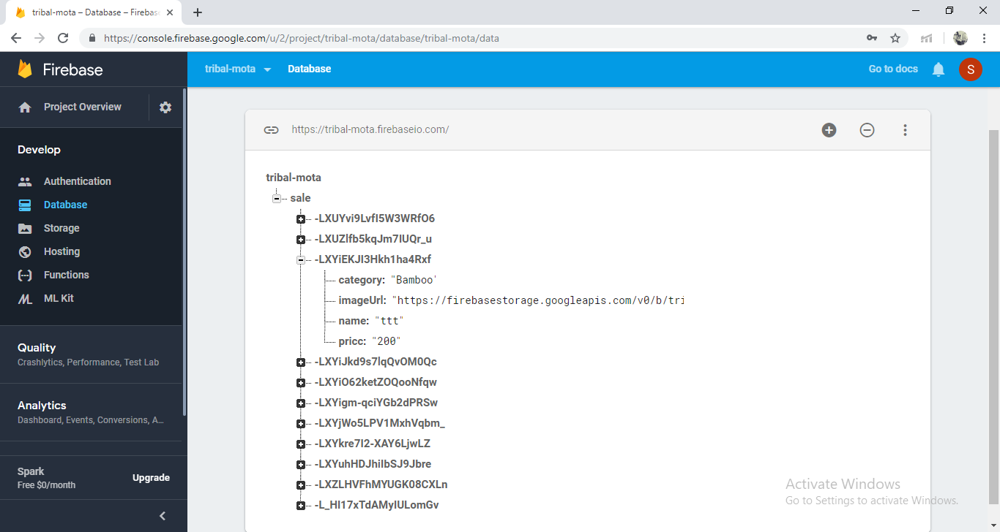 tribal-mota – Database – Firebas
https://console.firebase.google.com/u/2/project/tribal-mota/database/tribal-mota/data
Firebase
tribal-mota Database Go to docs S
Project Overview
https://tribal-mota.firebaseio.com/
Develop
Authentication
Database
Storage
Hosting
Functions
ML Kit
Quality
Crashlytics, Performance, Test Lab
Analytics
Dashboard, Events, Conversions, A...
Spark
Free $0/month
Upgrade
tribal-mota
sale
-LXUYvi9LvfI5W3WRfO6
-LXUZlfb5kqJm7IUQr_u
-LXYiEKJI3Hkh1ha4Rxf
category: "Bamboo'
imageUrl: "https://firebasestorage.googleapis.com/v0/b/tri
name: "ttt"
pricc: "200"
-LXYiJkd9s7lqQvOM0Qc
-LXYiO62ketZOQooNfqw
-LXYigm-qciYGb2dPRSw
-LXYjWo5LPV1MxhVqbm_
-LXYkre7I2-XAY6LjwLZ
-LXYuhHDJhiIbSJ9Jbre
-LXZLHVFhMYUGK08CXLn
-L_HI17xTdAMyIULomGv
Activate Windows
Go to Settings to activate Windows.